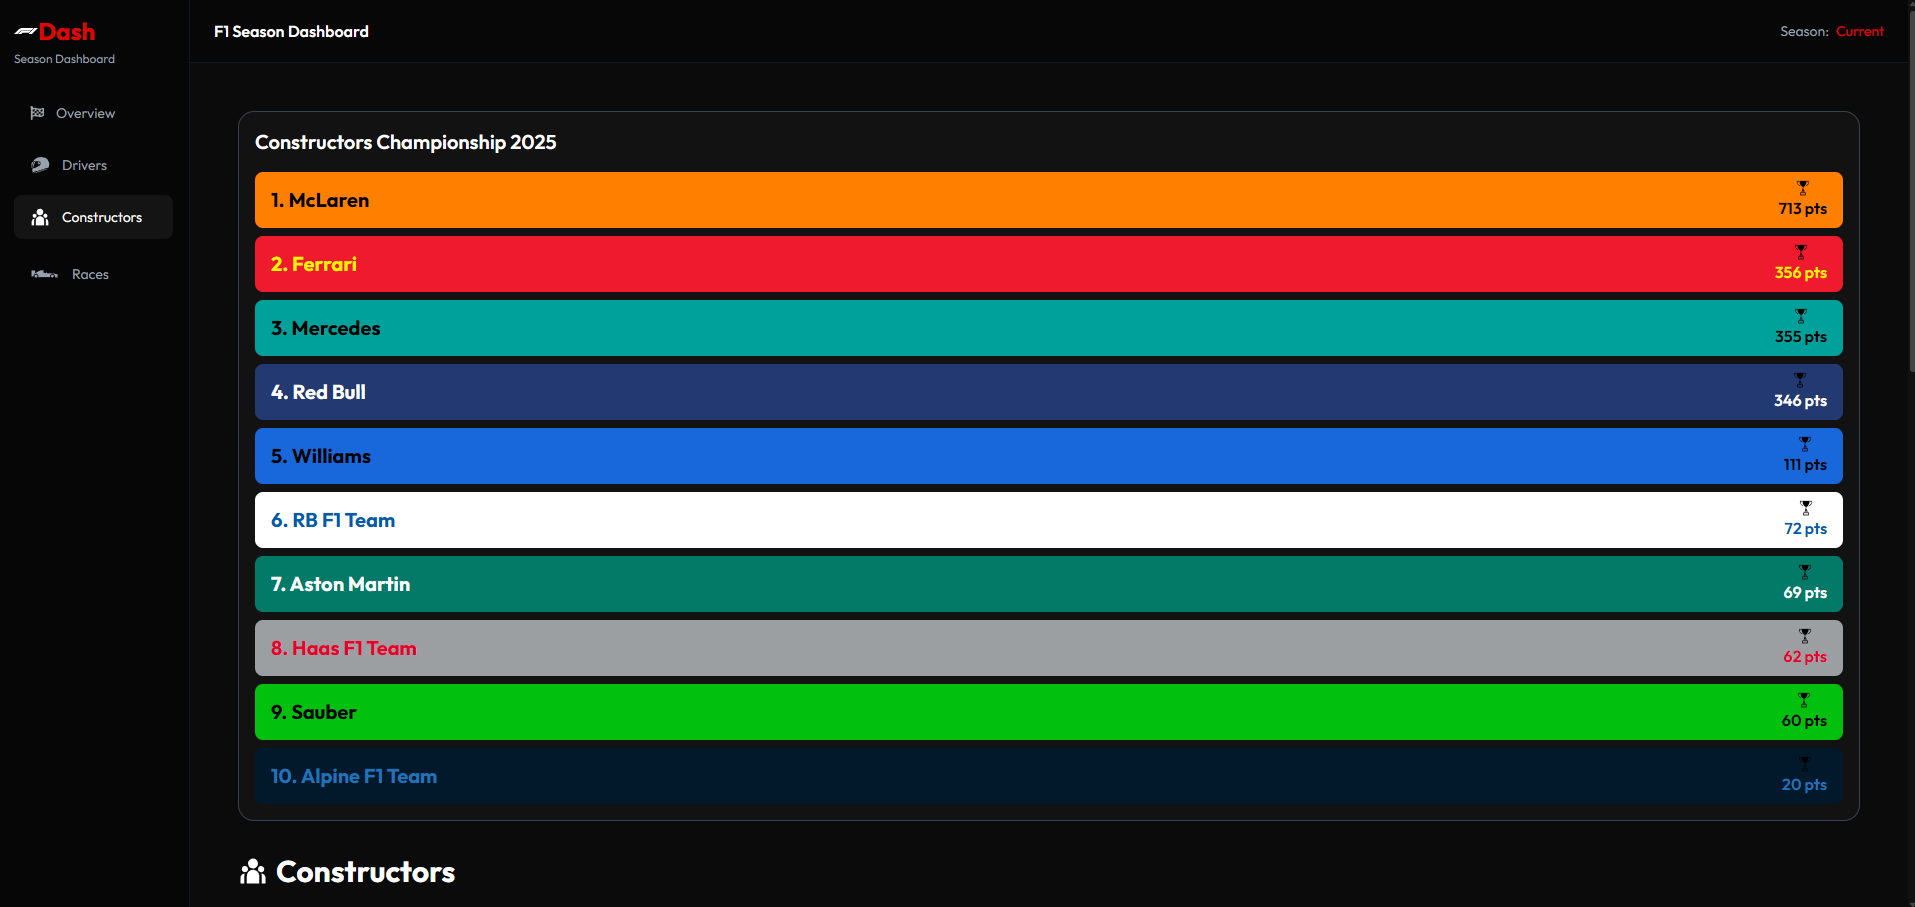 Dash
Season Dashboard
Overview
Drivers
Constructors
Races
F1 Season Dashboard
Season: Current
Constructors Championship 2025
1. McLaren
713 pts
2. Ferrari
356 pts
3. Mercedes
355 pts
4. Red Bull
346 pts
5. Williams
111 pts
6. RB F1 Team
72 pts
7. Aston Martin
69 pts
8. Haas F1 Team
62 pts
9. Sauber
60 pts
10. Alpine F1 Team
20 pts
Constructors